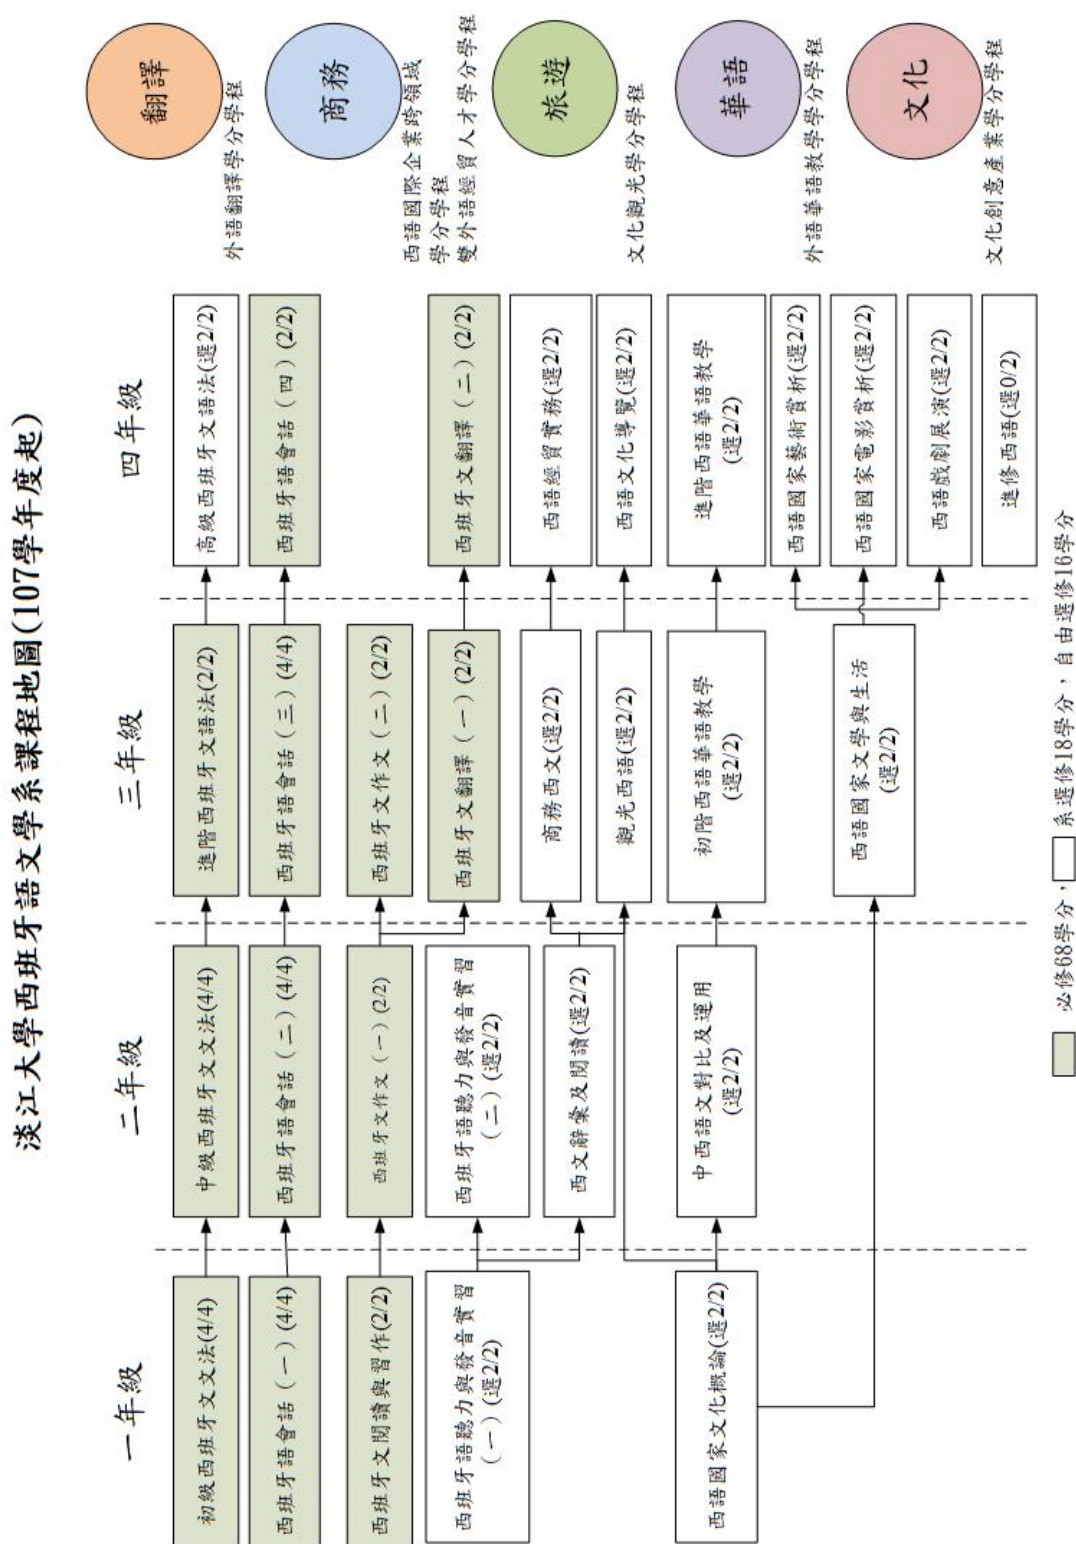 淡江大學西班牙語文學系課程地圖(107學年度起)
一年級
二年級
三年級
四年級
初級西班牙文文法(4/4)
中級西班牙文文法(4/4)
進階西班牙文語法(2/2)
高級西班牙文語法(選2/2)
西班牙語會話（一）(4/4)
西班牙語會話（二）(4/4)
西班牙語會話（三）(4/4)
西班牙語會話（四）(2/2)
西班牙文閱讀與習作(2/2)
西班牙文作文（一）(2/2)
西班牙文作文（二）(2/2)
西班牙語聽力與發音實習
（一）(選2/2)
西班牙語聽力與發音實習
（二）(選2/2)
西班牙文翻譯（一）(2/2)
西班牙文翻譯（二）(2/2)
西文辭彙及閱讀(選2/2)
商務西文(選2/2)
西語經貿實務(選2/2)
觀光西語(選2/2)
西語文化導覽(選2/2)
西語國家文化概論(選2/2)
中西語文對比及運用
(選2/2)
初階西語華語教學
(選2/2)
進階西語華語教學
(選2/2)
西語國家文學與生活
(選2/2)
西語國家藝術賞析(選2/2)
西語國家電影賞析(選2/2)
西語戲劇展演(選2/2)
進修西語(選0/2)
翻譯
外語翻譯學分學程
商務
西語國際企業跨領域
學分學程
雙外語經貿人才學分學程
旅遊
文化觀光學分學程
華語
外語華語教學學分學程
文化
文化創意產業學分學程
必修68學分，系選修18學分，自由選修16學分